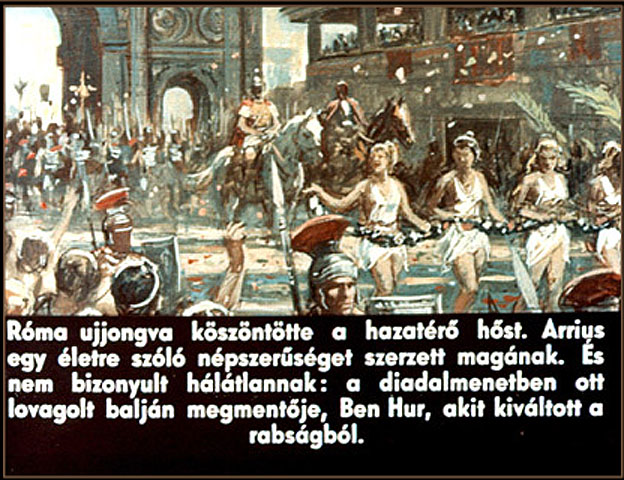 Róma ujjongva köszöntötte a hazatérő hőst. Arrius
egy életre szóló népszerűséget szerzett magának. És
nem bizonyult hálátlannak: a diadalmenetben ott
lovagolt balján megmentője, Ben Hur, akit kiváltott a
rabságból.